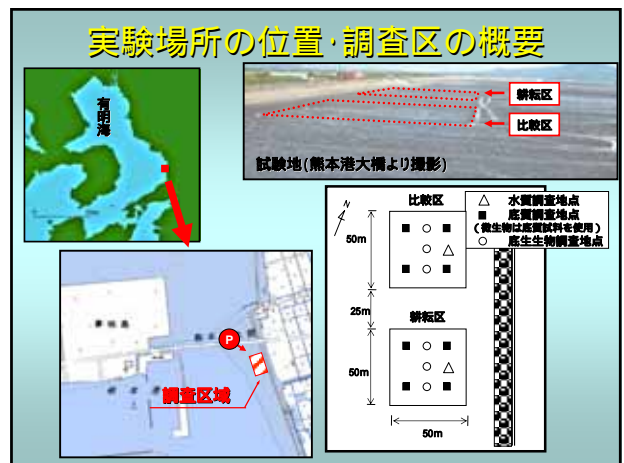 実験場所の位置・調査区の概要
有明海
耕耘区
比較区
試験地(熊本港大橋より撮影)
比較区
△ 水質調査地点
■ 底質調査地点
(微生物は底質試料を使用)
○ 底生生物調査地点
N
50m
25m
耕耘区
50m
50m
P
調査区域